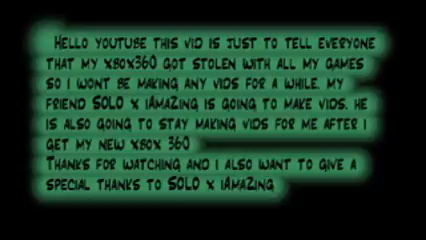 Hello youtube this vid is just to tell everyone
that my xbox360 got stolen with all my games
so i wont be making any vids for a while. my
friend SOLO x iAmaZing is going to make vids. he
is also going to stay making vids for me after i
get my new xbox 360
Thanks for watching and i also want to give a
special thanks to SOLO x iAmaZing